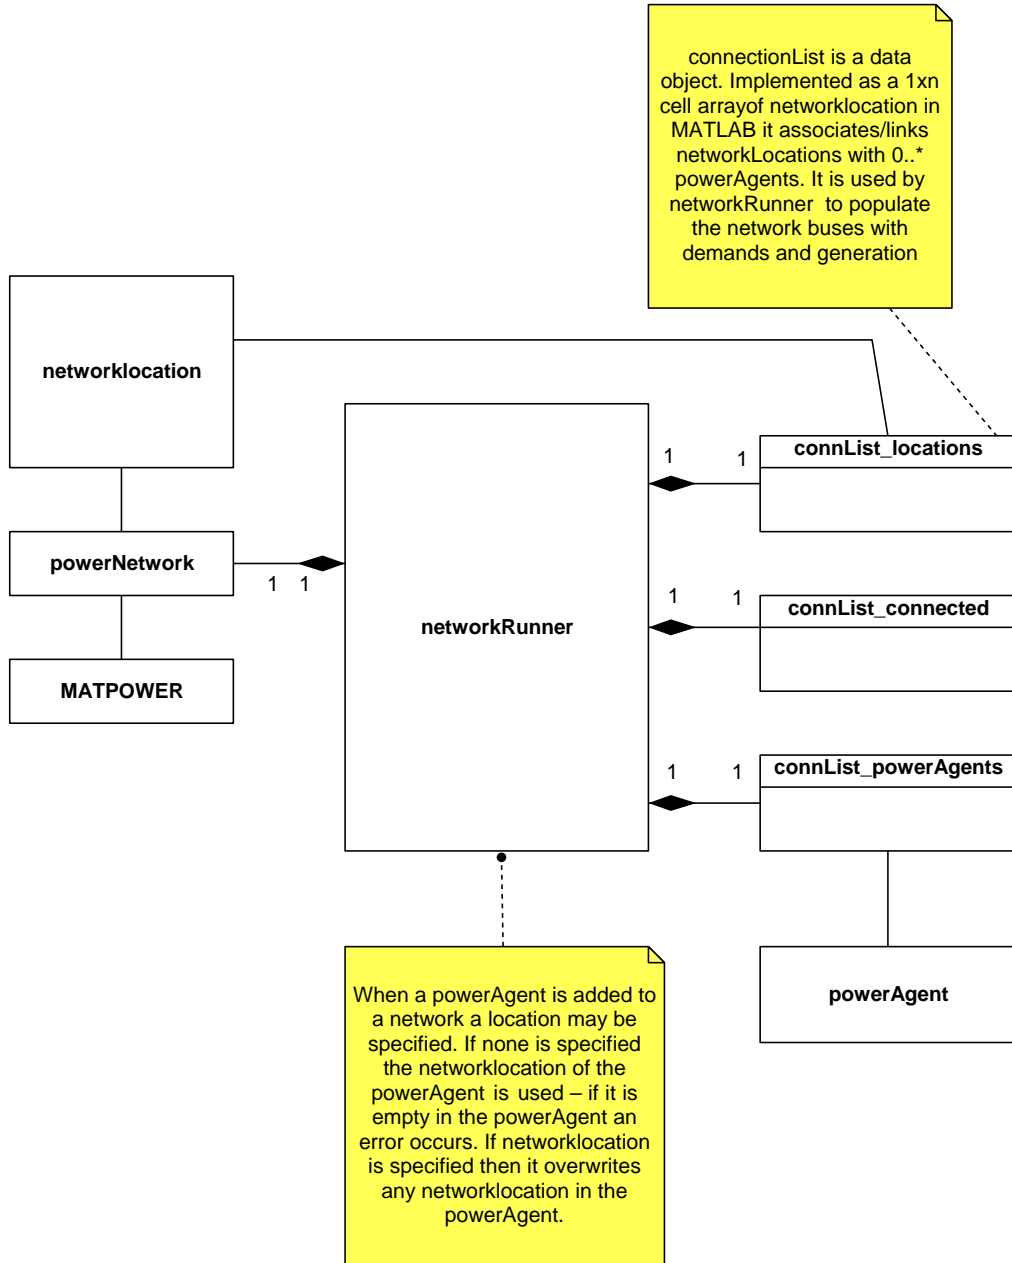 connectionList is a data
object. Implemented as a 1xn
cell arrayof networklocation in
MATLAB it associates/links
networkLocations with 0..*
powerAgents. It is used by
networkRunner to populate
the network buses with
demands and generation
networklocation
connList_locations
1
1
powerNetwork
1 1
networkRunner
1
1
connList_connected
MATPOWER
1
1
connList_powerAgents
powerAgent
When a powerAgent is added to
a network a location may be
specified. If none is specified
the networklocation of the
powerAgent is used – if it is
empty in the powerAgent an
error occurs. If networklocation
is specified then it overwrites
any networklocation in the
powerAgent.